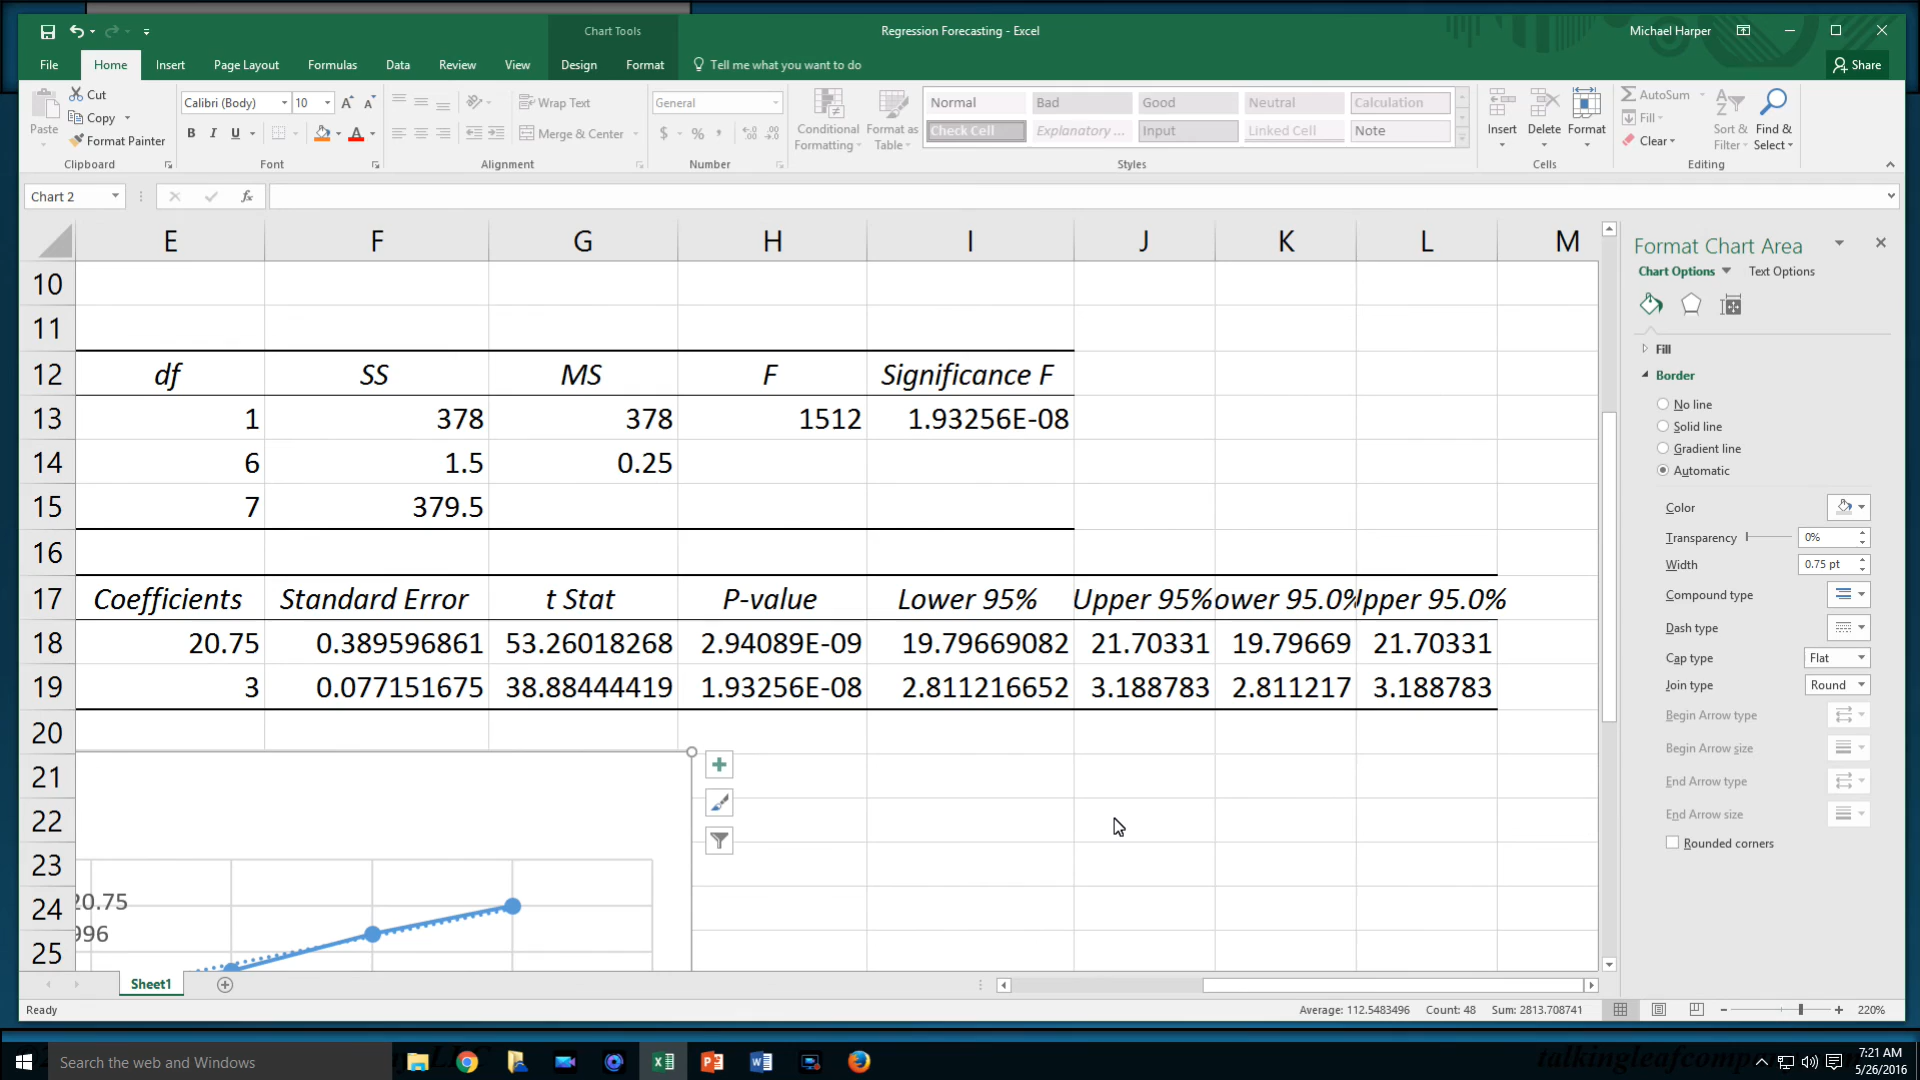 Chart Tools
Regression Forecasting - Excel
Michael Harper
File Home Insert Page Layout Formulas Data Review View Design Format Tell me what you want to do
Share
Cut
Copy
Format Painter
Paste
Clipboard
Calibri (Body) 10
B I U
Font
Wrap Text
Merge & Center
Alignment
General
$ % ,
Number
Conditional Formatting
Format as Table
Normal Bad Good Neutral Calculation
Check Cell Explanatory ... Input Linked Cell Note
Styles
Insert Delete Format
Cells
AutoSum
Fill
Clear
Sort & Filter
Find & Select
Editing
Chart 2
fx
E F G H I J K L M
10
11
12 df SS MS F Significance F
13 1 378 378 1512 1.93256E-08
14 6 1.5 0.25
15 7 379.5
16
17 Coefficients Standard Error t Stat P-value Lower 95% Upper 95% ower 95.0% Upper 95.0%
18 20.75 0.389596861 53.26018268 2.94089E-09 19.79669082 21.70331 19.79669 21.70331
19 3 0.077151675 38.88444419 1.93256E-08 2.811216652 3.188783 2.811217 3.188783
20
21
22
23
24 20.75
996
25
Format Chart Area
Chart Options Text Options
Fill
Border
No line
Solid line
Gradient line
Automatic
Color
Transparency 0%
Width 0.75 pt
Compound type
Dash type
Cap type Flat
Join type Round
Begin Arrow type
Begin Arrow size
End Arrow type
End Arrow size
Rounded corners
Sheet1
Ready
Average: 112.5483496 Count: 48 Sum: 2813.708741
220%
Search the web and Windows
7:21 AM
5/26/2016